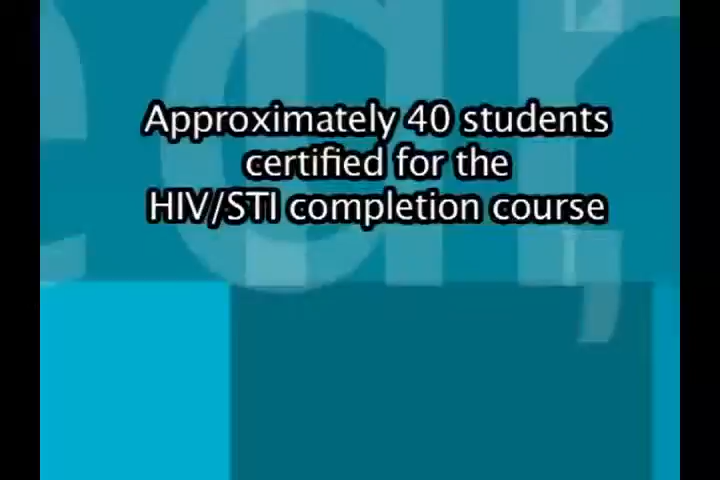 Approximately 40 students
certified for the
HIV/STI completion course